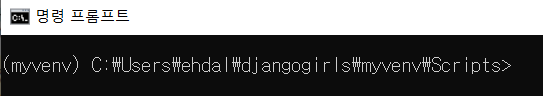 명령 프롬프트
(myvenv) C:₩Users₩ehdal₩djangogirls₩myvenv₩Scripts>